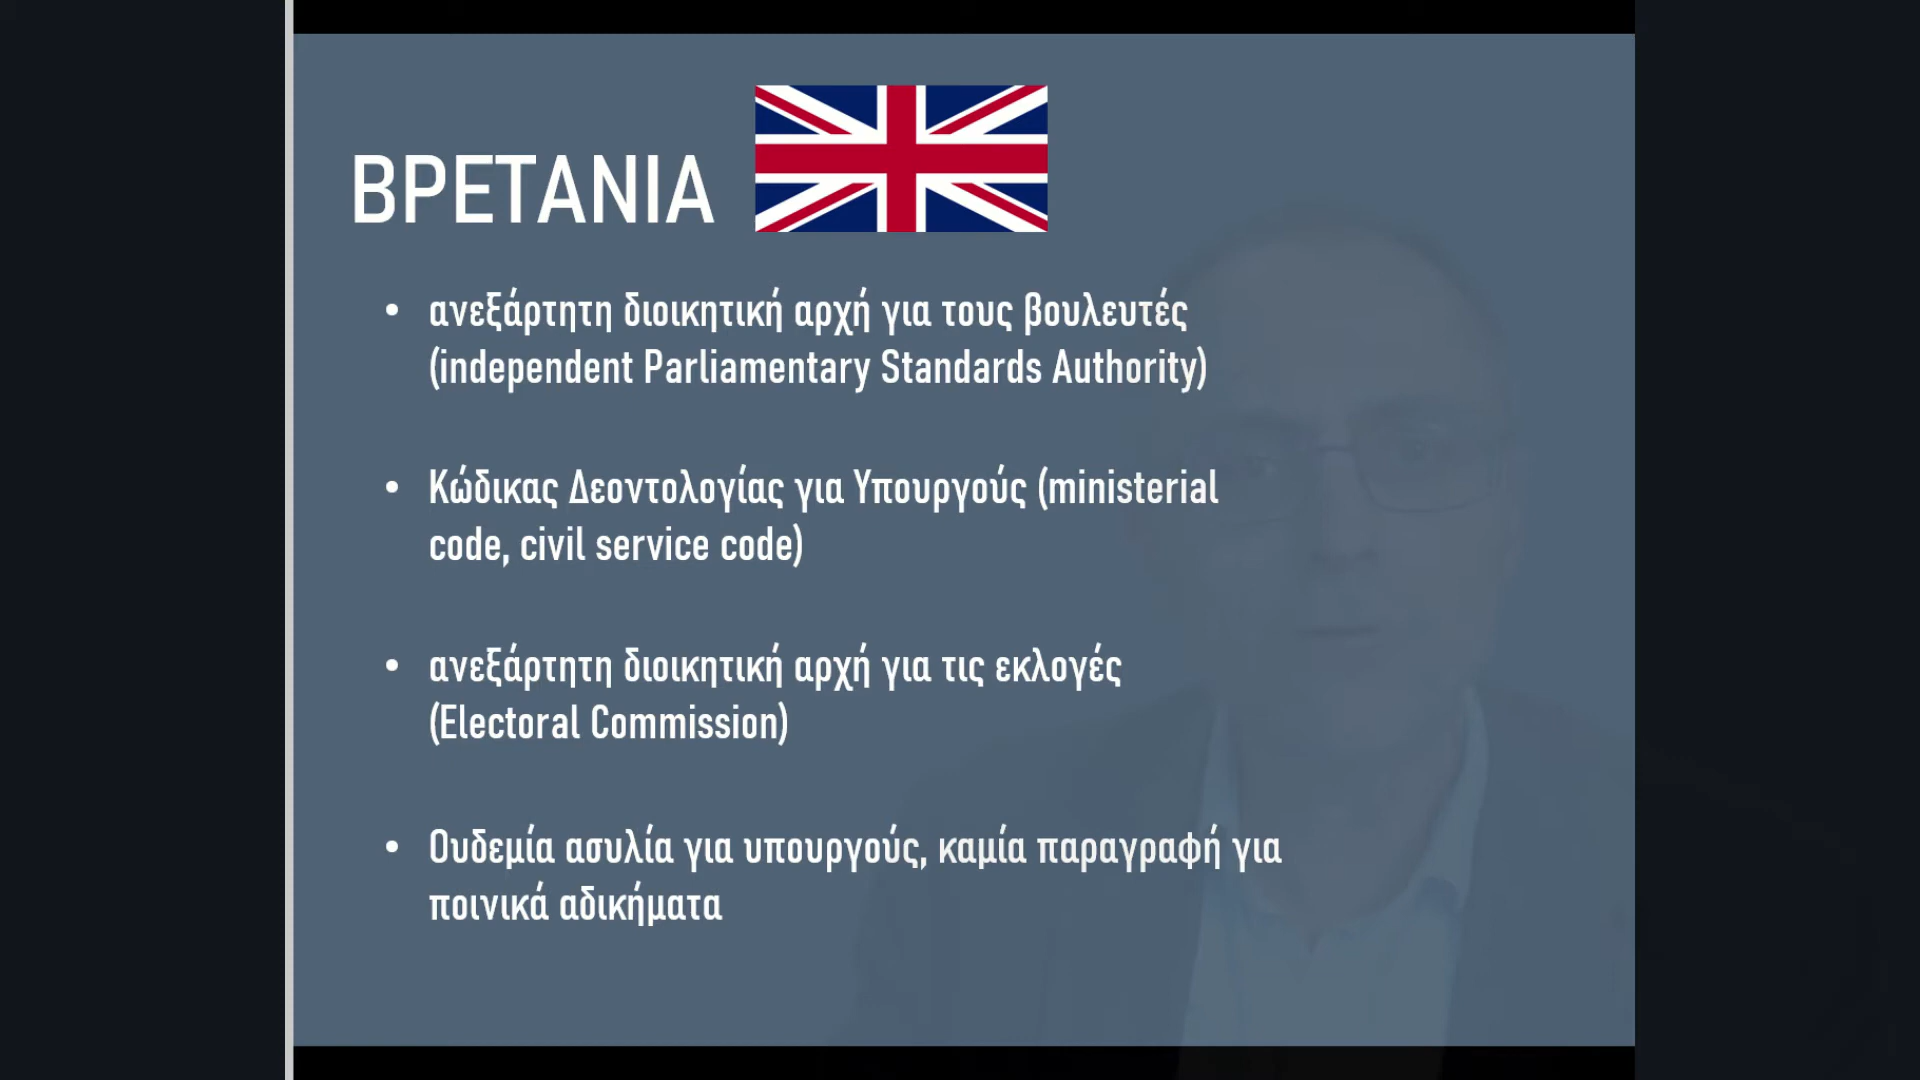 ΒΡΕΤΑΝΙΑ
• ανεξάρτητη διοικητική αρχή για τους βουλευτές
(independent Parliamentary Standards Authority)
• Κώδικας Δεοντολογίας για Υπουργούς (ministerial
code, civil service code)
• ανεξάρτητη διοικητική αρχή για τις εκλογές
(Electoral Commission)
• Ουδεμία ασυλία για υπουργούς, καμία παραγραφή για
ποινικά αδικήματα